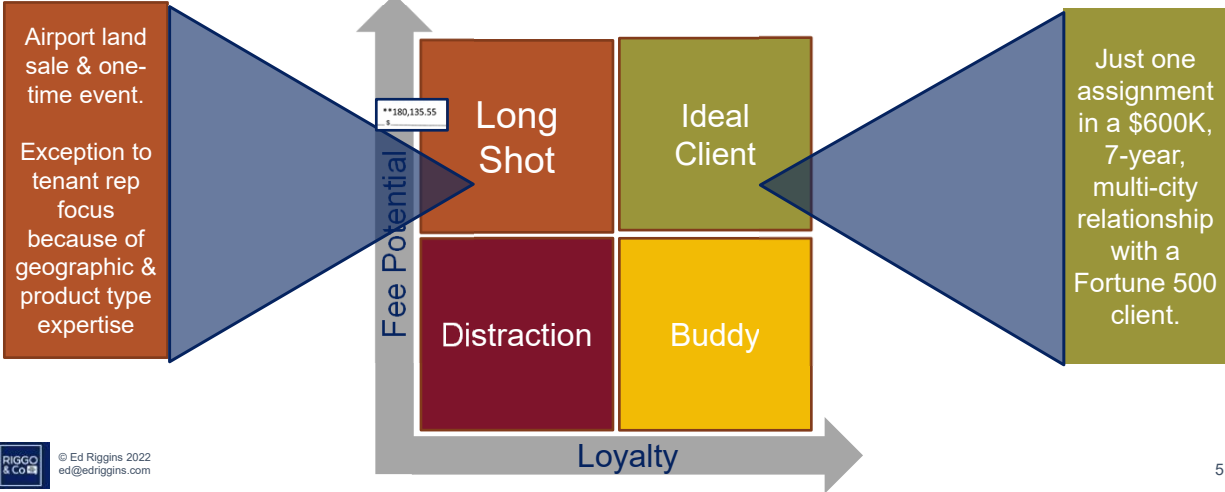 Airport land
sale & one-
time event.
Exception to
tenant rep
focus
because of
geographic &
product type
expertise
**180,135.55
$
Fee Potential
Long
Shot
Ideal
Client
Distraction
Buddy
Loyalty
Just one
assignment
in a $600K,
7-year,
multi-city
relationship
with a
Fortune 500
client.
RIGGO
& Co
© Ed Riggins 2022
ed@edriggins.com
5